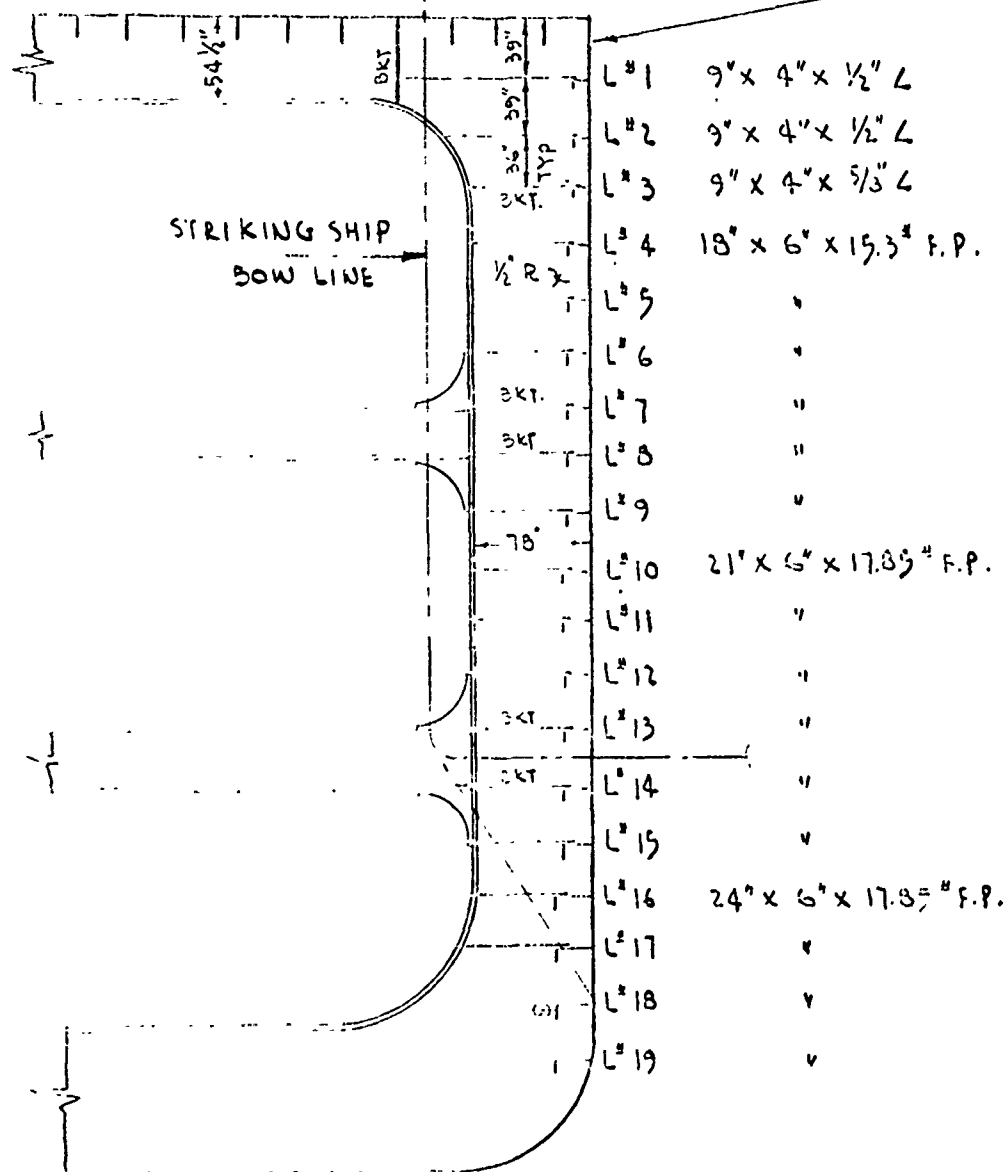 54½"
BKT
39"
39"
36" TYP
L#1 9" x 4" x ½" L
L#2 9" x 4" x ½" L
L#3 9" x 4" x 5/8" L
BKT.
STRIKING SHIP
BOW LINE
L#4 18" x 6" x 15.3# F.P.
½" R
L#5 "
L#6 "
BKT.
L#7 "
BKT
L#8 "
L#9 "
78"
L#10 21" x 6" x 17.85# F.P.
L#11 "
L#12 "
BKT
L#13 "
BKT
L#14 "
L#15 "
L#16 24" x 6" x 17.85# F.P.
L#17 "
L#18 "
L#19 "